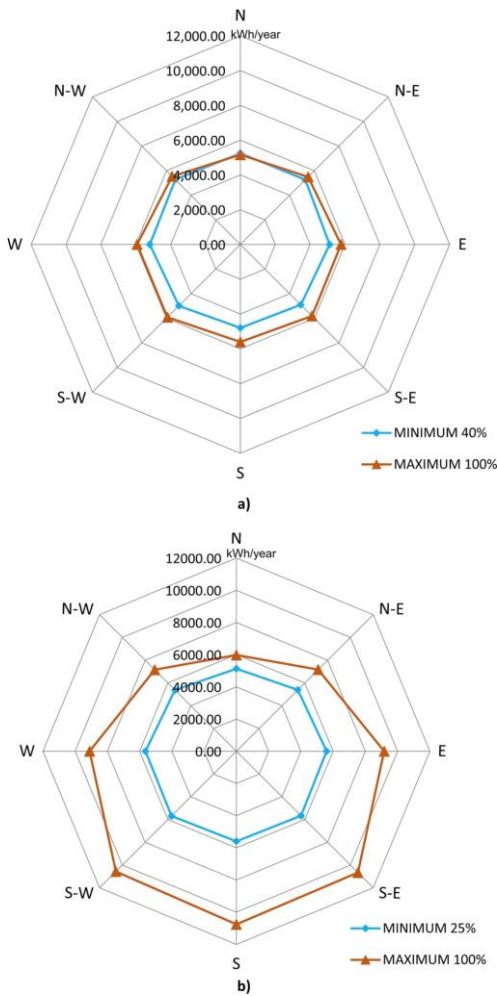 N
12,000.00 kWh/year
N-W
10,000.00
N-E
8,000.00
6,000.00
4,000.00
2,000.00
W
0.00
E
S-W
S-E
MINIMUM 40%
MAXIMUM 100%
S
a)
N
12000.00 kWh/year
N-W
10000.00
N-E
8000.00
6000.00
4000.00
2000.00
W
0.00
E
S-W
S-E
MINIMUM 25%
MAXIMUM 100%
S
b)